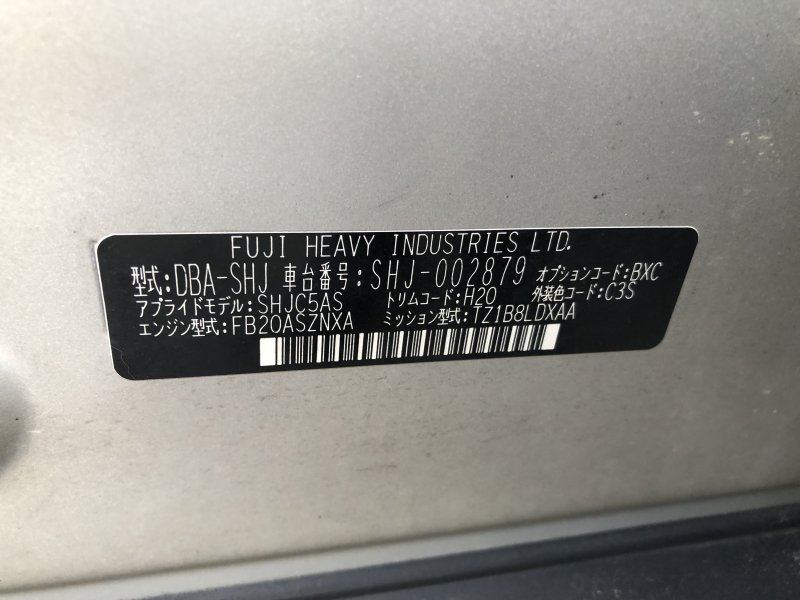 FUJI HEAVY INDUSTRIES LTD.
型式:DBA-SHJ 車台番号:SHJ-002879 オプションコード:BXC
アプライドモデル:SHJC5AS トリムコード:H20 外装色コード:C3S
エンジン型式:FB20ASZNXA ミッション型式:TZ1B8LDXAA